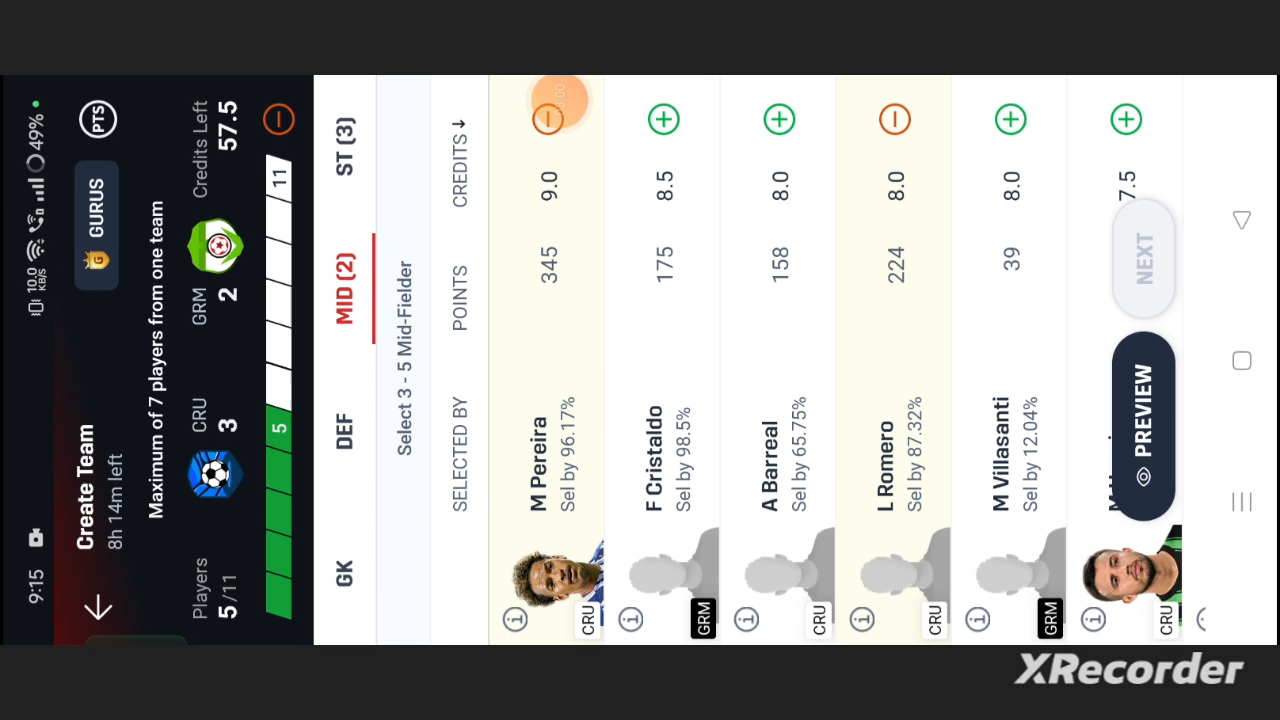 9:15
10.0 KB/S
49%
Create Team
8h 14m left
G GURUS
PTS
Maximum of 7 players from one team
Players
5 /11
CRU
3
GRM
2
Credits Left
57.5
5
11
GK
DEF
MID (2)
ST (3)
Select 3 - 5 Mid-Fielder
SELECTED BY
POINTS
CREDITS ↓
M Pereira
Sel by 96.17%
345
9.0
CRU
F Cristaldo
Sel by 98.5%
175
8.5
GRM
A Barreal
Sel by 65.75%
158
8.0
CRU
L Romero
Sel by 87.32%
224
8.0
CRU
M Villasanti
Sel by 12.04%
39
8.0
GRM
7.5
CRU
PREVIEW
NEXT
XRecorder